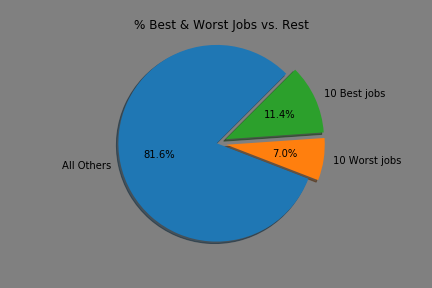 % Best & Worst Jobs vs. Rest
10 Best jobs
11.4%
81.6%
7.0%
10 Worst jobs
All Others